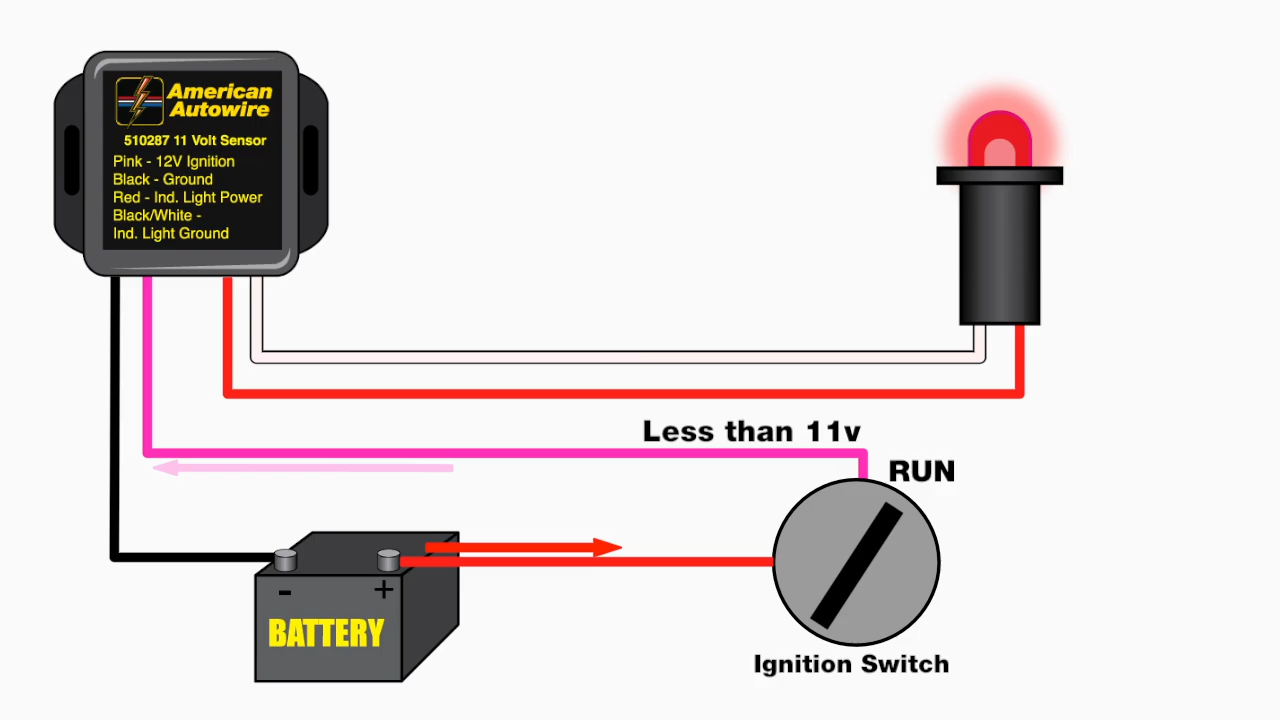 American
Autowire
510287 11 Volt Sensor
Pink - 12V Ignition
Black - Ground
Red - Ind. Light Power
Black/White -
Ind. Light Ground
Less than 11v
RUN
- +
BATTERY
Ignition Switch